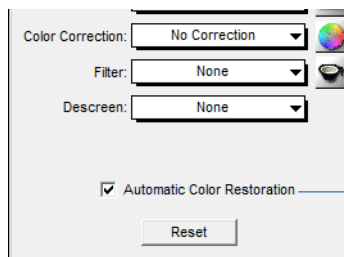 Color Correction: No Correction
Filter: None
Descreen: None
Automatic Color Restoration
Reset